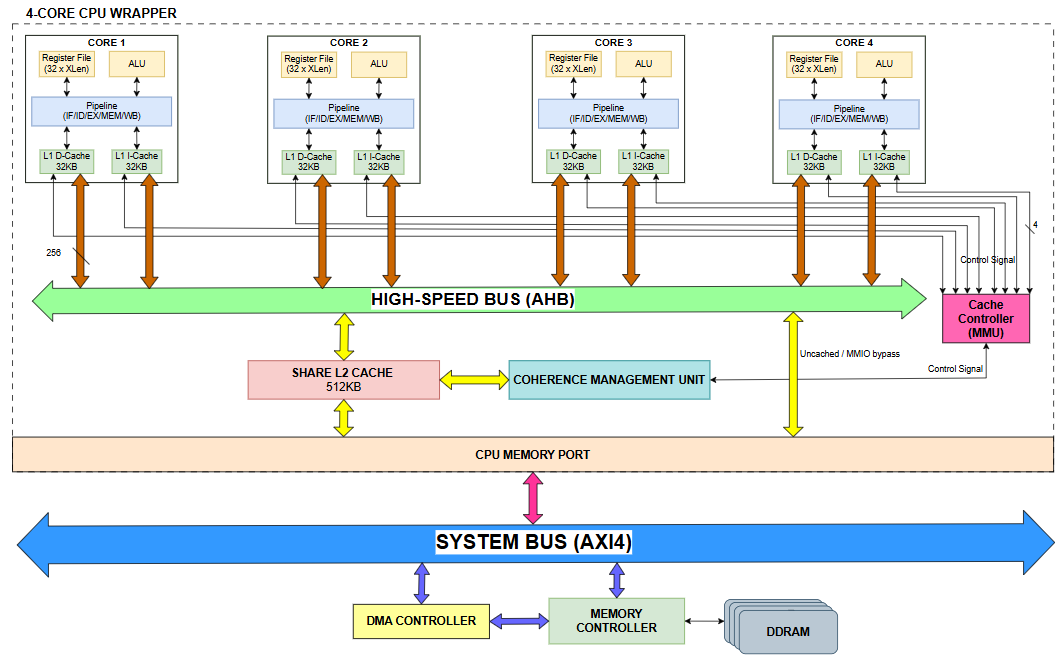 4-CORE CPU WRAPPER
CORE 1
Register File
(32 x XLen)
ALU
Pipeline
(IF/ID/EX/MEM/WB)
L1 D-Cache
32KB
L1 I-Cache
32KB
CORE 2
Register File
(32 x XLen)
ALU
Pipeline
(IF/ID/EX/MEM/WB)
L1 D-Cache
32KB
L1 I-Cache
32KB
CORE 3
Register File
(32 x XLen)
ALU
Pipeline
(IF/ID/EX/MEM/WB)
L1 D-Cache
32KB
L1 I-Cache
32KB
CORE 4
Register File
(32 x XLen)
ALU
Pipeline
(IF/ID/EX/MEM/WB)
L1 D-Cache
32KB
L1 I-Cache
32KB
256
4
Control Signal
HIGH-SPEED BUS (AHB)
Cache
Controller
(MMU)
Uncached / MMIO bypass
Control Signal
SHARE L2 CACHE
512KB
COHERENCE MANAGEMENT UNIT
CPU MEMORY PORT
SYSTEM BUS (AXI4)
DMA CONTROLLER
MEMORY
CONTROLLER
DDRAM